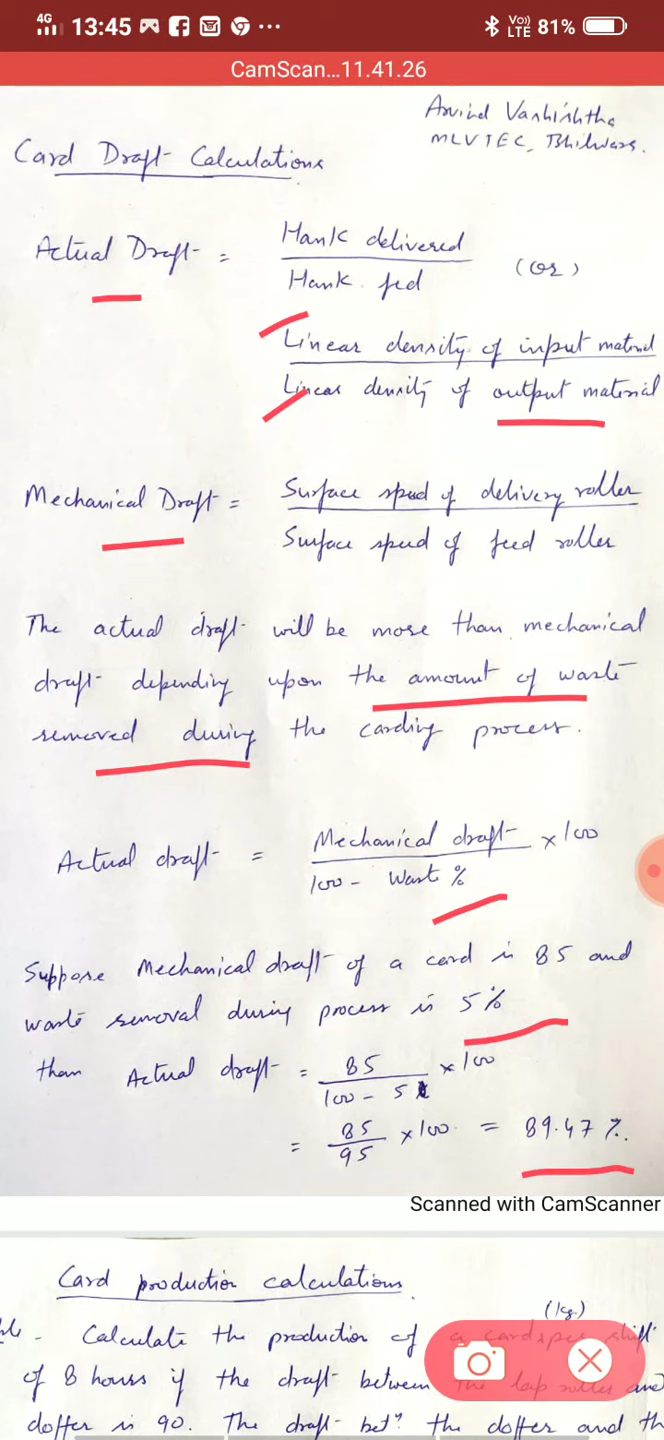 4G 13:45 VoD LTE 81%
CamScan...11.41.26
Arvind Vashishtha
MLVTEC, Bhilwara.
Card Draft Calculations
Actual Draft = Hank delivered
Hank fed
(or)
Linear density of input material
Linear density of output material
Mechanical Draft = Surface speed of delivery roller
Surface speed of feed roller
The actual draft will be more than mechanical
draft depending upon the amount of waste
removed during the carding process.
Actual draft = Mechanical draft × 100
100 - Wast %
Suppose Mechanical draft of a card is 85 and
waste removal during process is 5%
than Actual draft = 85 × 100
100 - 5
= 85 × 100 = 89.47 %.
95
Scanned with CamScanner
Card production calculations
(kg.)
Calculate the production of a card per shift
of 8 hours if the draft between the lap roller and
doffer is 90. The draft betn the doffer and th